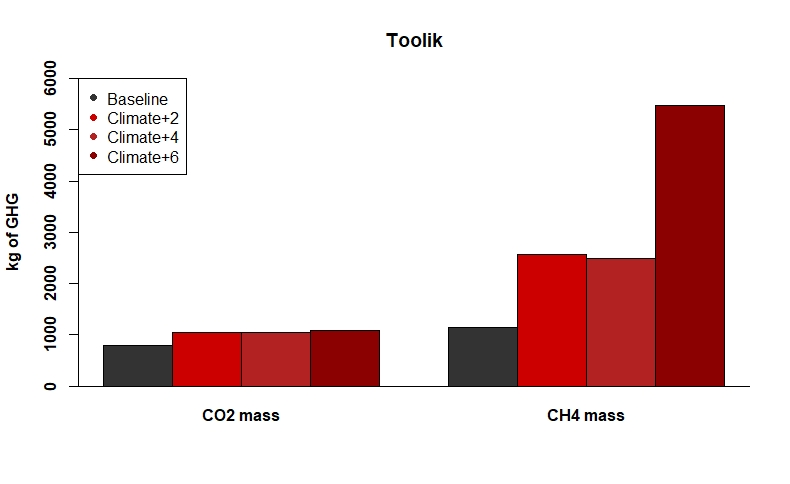 Toolik
6000
5000
4000
3000
2000
1000
0
kg of GHG
Baseline
Climate+2
Climate+4
Climate+6
CO2 mass
CH4 mass